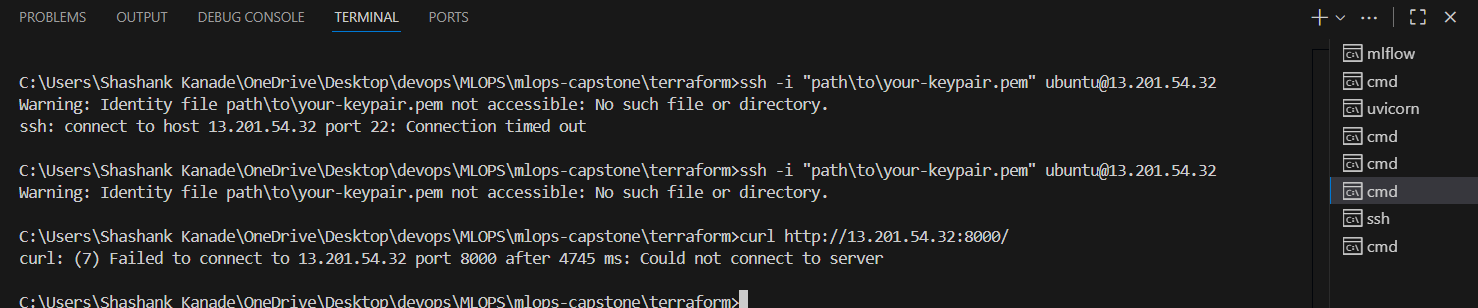 PROBLEMS OUTPUT DEBUG CONSOLE TERMINAL PORTS
C:\Users\Shashank Kanade\OneDrive\Desktop\devops\MLOPS\mlops-capstone\terraform>ssh -i "path\to\your-keypair.pem" ubuntu@13.201.54.32
Warning: Identity file path\to\your-keypair.pem not accessible: No such file or directory.
ssh: connect to host 13.201.54.32 port 22: Connection timed out
C:\Users\Shashank Kanade\OneDrive\Desktop\devops\MLOPS\mlops-capstone\terraform>ssh -i "path\to\your-keypair.pem" ubuntu@13.201.54.32
Warning: Identity file path\to\your-keypair.pem not accessible: No such file or directory.
C:\Users\Shashank Kanade\OneDrive\Desktop\devops\MLOPS\mlops-capstone\terraform>curl http://13.201.54.32:8000/
curl: (7) Failed to connect to 13.201.54.32 port 8000 after 4745 ms: Could not connect to server
C:\Users\Shashank Kanade\OneDrive\Desktop\devops\MLOPS\mlops-capstone\terraform>
mlflow
cmd
uvicorn
cmd
cmd
cmd
ssh
cmd